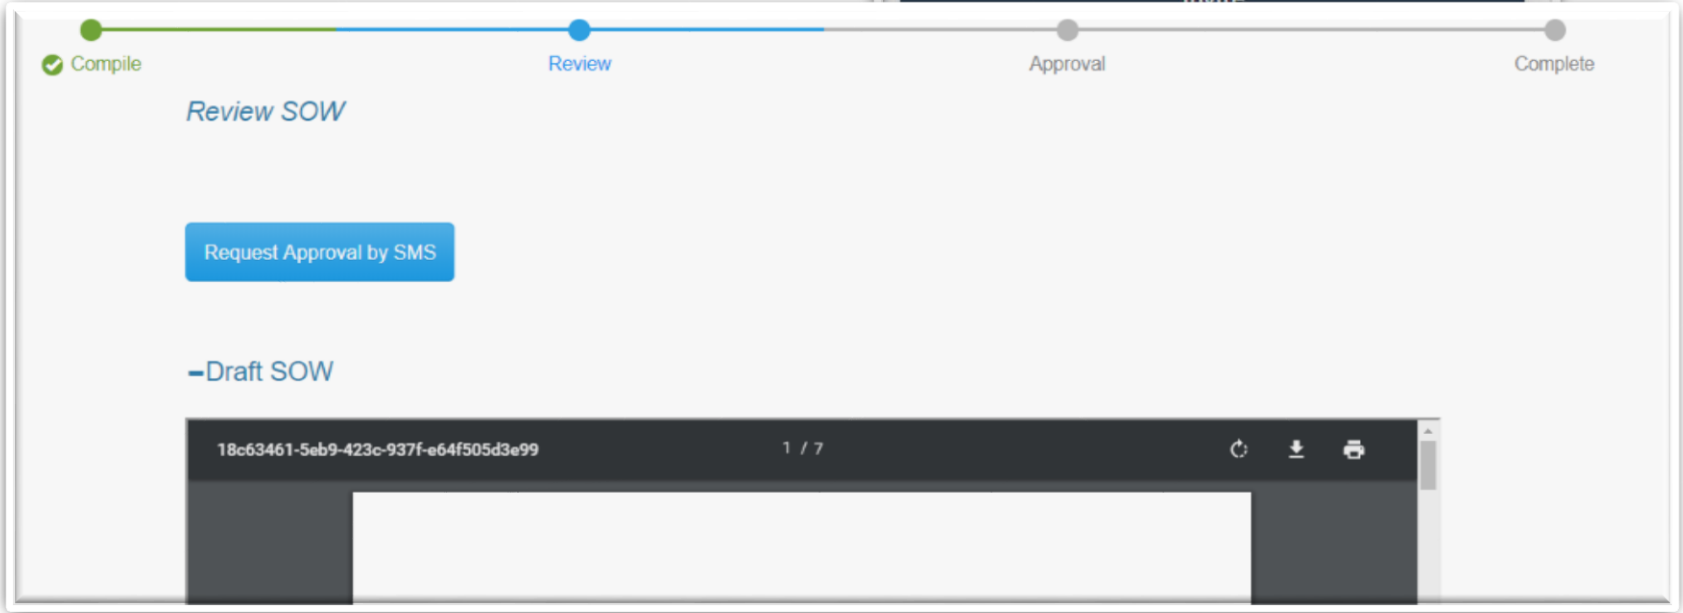 Compile
Review
Approval
Complete
Review SOW
Request Approval by SMS
Draft SOW
18c63461-5eb9-423c-937f-e64f505d3e99
1 / 7